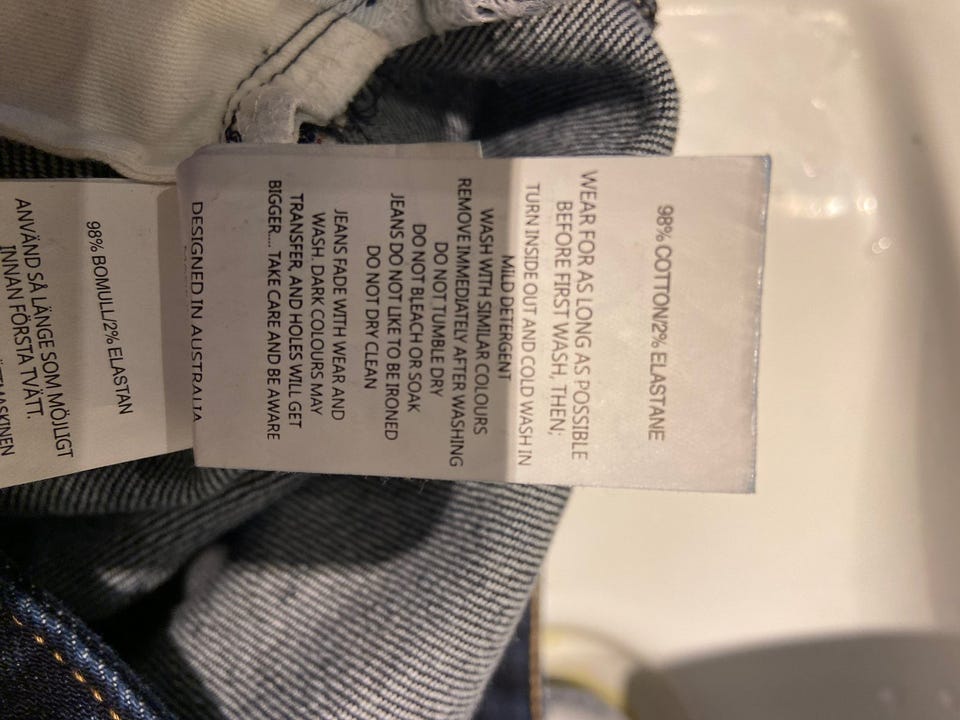 98% COTTON/2% ELASTANE
WEAR FOR AS LONG AS POSSIBLE
BEFORE FIRST WASH, THEN;
TURN INSIDE OUT AND COLD WASH IN
MILD DETERGENT
WASH WITH SIMILAR COLOURS
REMOVE IMMEDIATELY AFTER WASHING
DO NOT TUMBLE DRY
DO NOT BLEACH OR SOAK
JEANS DO NOT LIKE TO BE IRONED
DO NOT DRY CLEAN
JEANS FADE WITH WEAR AND
WASH. DARK COLOURS MAY
TRANSFER, AND HOLES WILL GET
BIGGER.... TAKE CARE AND BE AWARE
DESIGNED IN AUSTRALIA
98% BOMULL/2% ELASTAN
ANVÄND SÅ LÄNGE SOM MÖJLIGT
INNAN FÖRSTA TVÄTT.